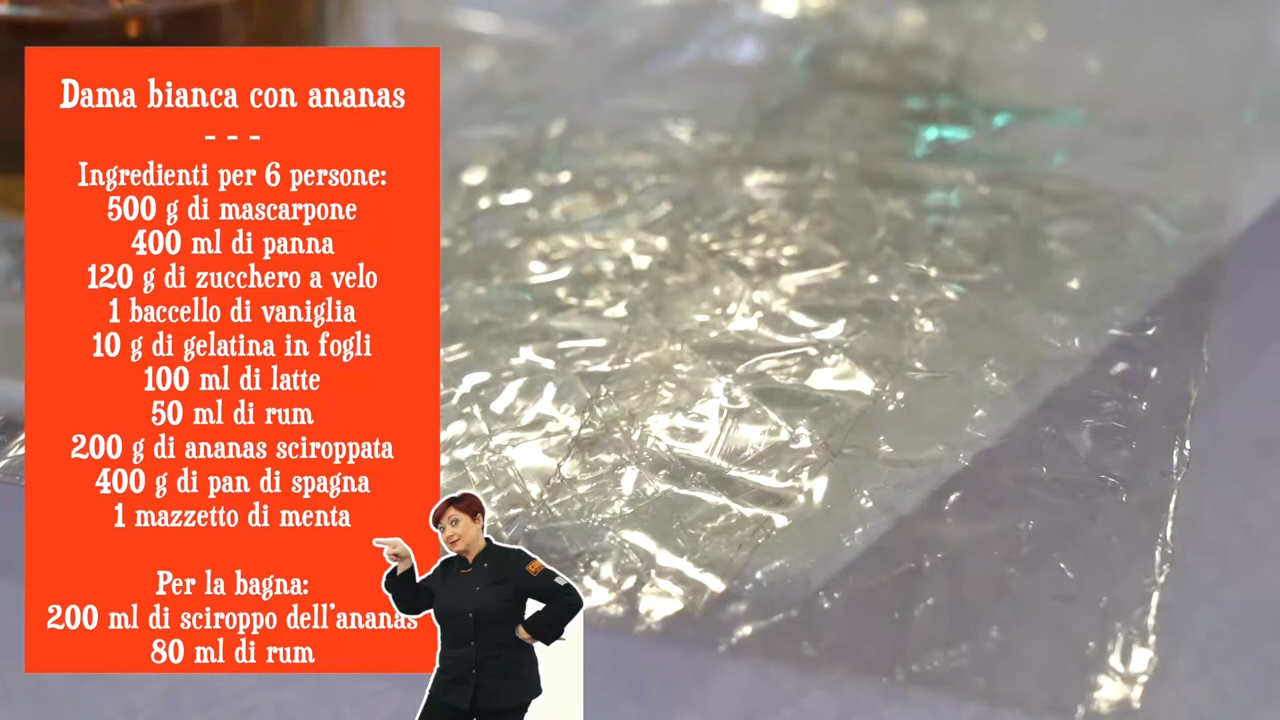 Dama bianca con ananas
- - -
Ingredienti per 6 persone:
500 g di mascarpone
400 ml di panna
120 g di zucchero a velo
1 baccello di vaniglia
10 g di gelatina in fogli
100 ml di latte
50 ml di rum
200 g di ananas sciroppata
400 g di pan di spagna
1 mazzetto di menta
Per la bagna:
200 ml di sciroppo dell'ananas
80 ml di rum